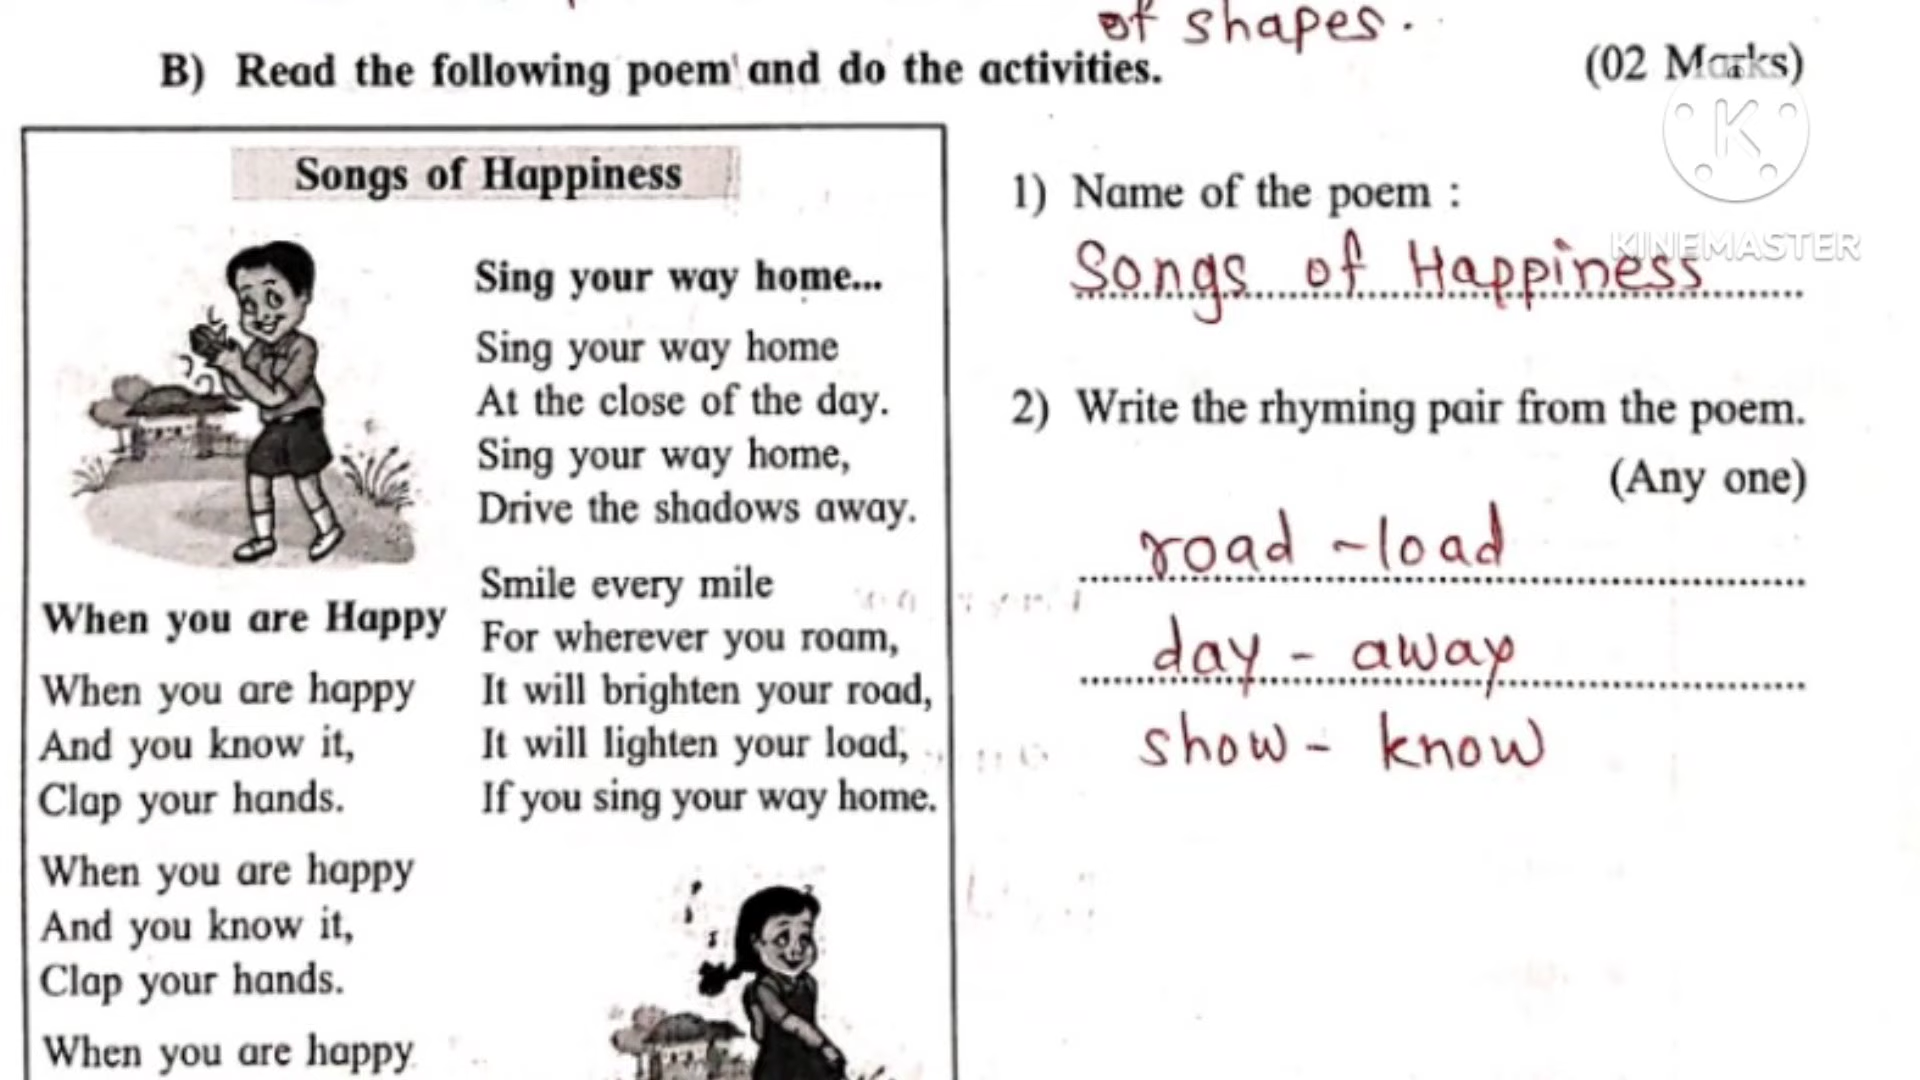 of shapes.
B) Read the following poem and do the activities.
(02 Marks)
K
KINEMASTER
Songs of Happiness
Sing your way home...
Sing your way home
At the close of the day.
Sing your way home,
Drive the shadows away.
Smile every mile
For wherever you roam,
It will brighten your road,
It will lighten your load,
If you sing your way home.
When you are Happy
When you are happy
And you know it,
Clap your hands.
When you are happy
And you know it,
Clap your hands.
When you are happy
1) Name of the poem :
Songs of Happiness
2) Write the rhyming pair from the poem.
(Any one)
road - load
day - away
show - know